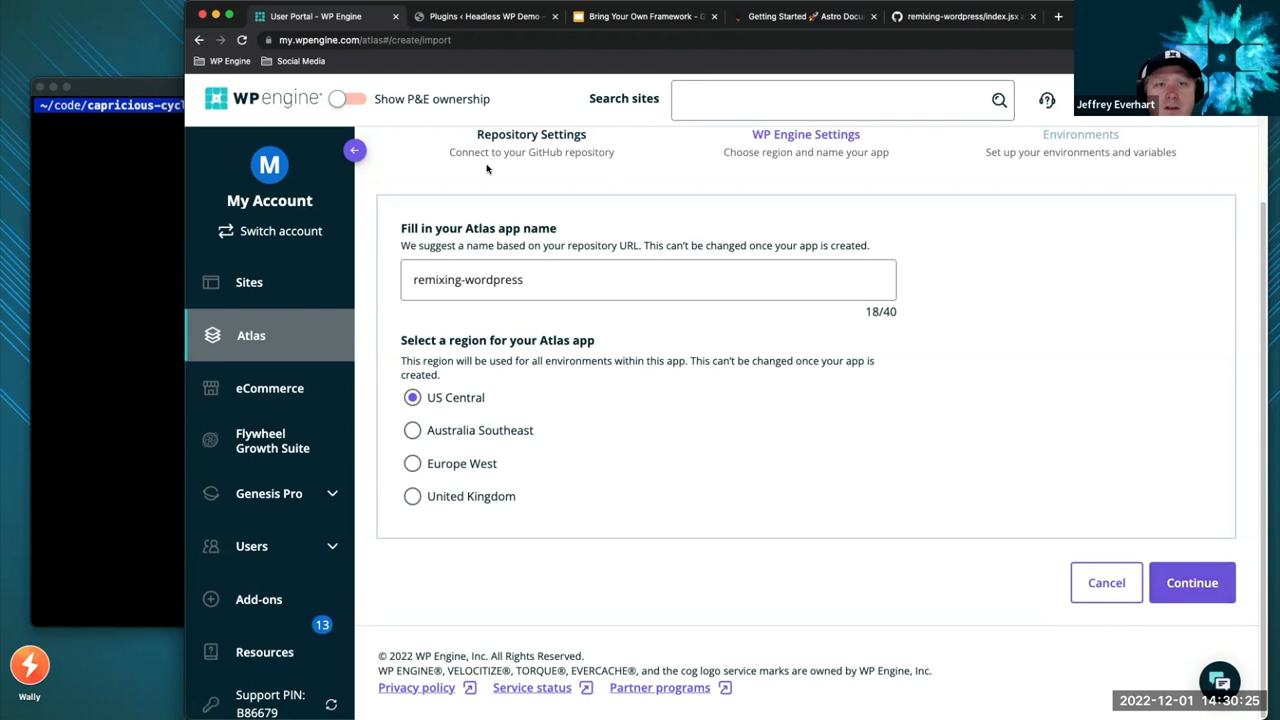 User Portal - WP Engine
Plugins ‹ Headless WP Demo —
Bring Your Own Framework - G
Getting Started 🚀 Astro Docu
remixing-wordpress/index.jsx
my.wpengine.com/atlas#/create/import
WP Engine
Social Media
~/code/capricious-cycl
WP engine®
Show P&E ownership
Search sites
Jeffrey Everhart
Repository Settings
Connect to your GitHub repository
WP Engine Settings
Choose region and name your app
Environments
Set up your environments and variables
M
My Account
Switch account
Sites
Atlas
eCommerce
Flywheel
Growth Suite
Genesis Pro
Users
Add-ons
13
Resources
Support PIN:
B86679
Fill in your Atlas app name
We suggest a name based on your repository URL. This can't be changed once your app is created.
remixing-wordpress
18/40
Select a region for your Atlas app
This region will be used for all environments within this app. This can't be changed once your app is
created.
US Central
Australia Southeast
Europe West
United Kingdom
Cancel
Continue
© 2022 WP Engine, Inc. All Rights Reserved.
WP ENGINE®, VELOCITIZE®, TORQUE®, EVERCACHE®, and the cog logo service marks are owned by WP Engine, Inc.
Privacy policy
Service status
Partner programs
Wally
2022-12-01 14:30:25